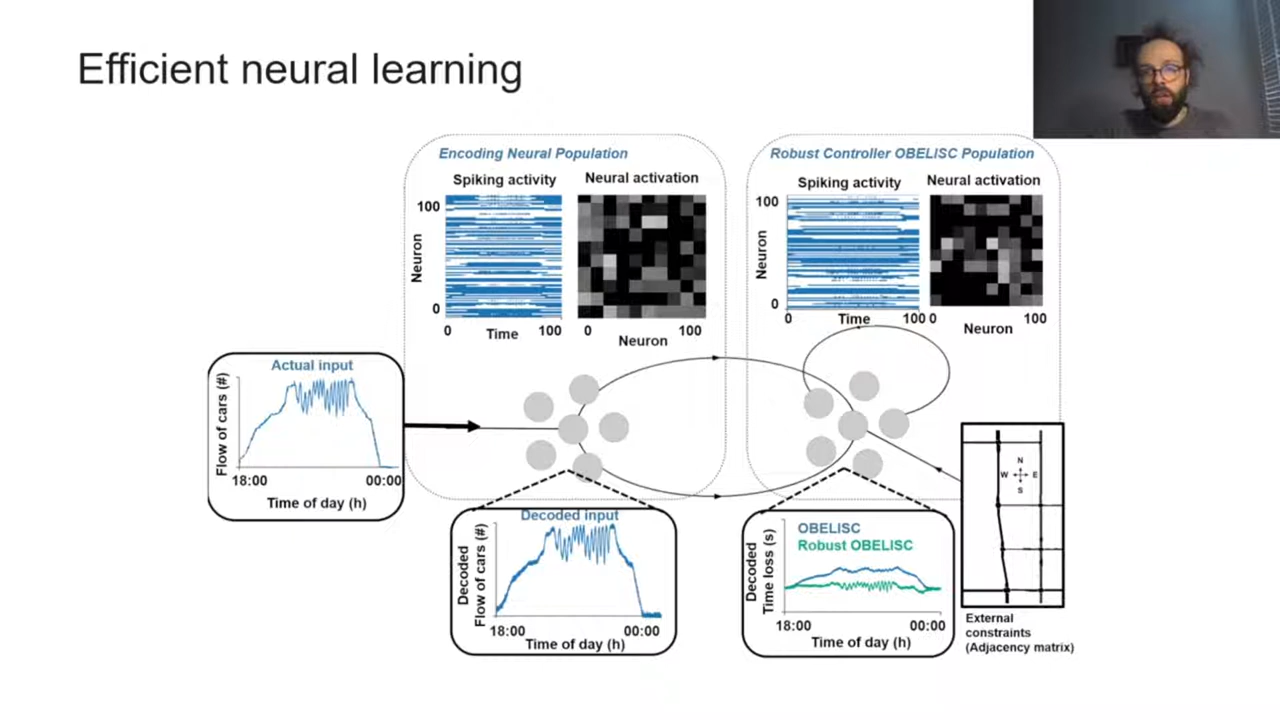 Efficient neural learning
Encoding Neural Population
Spiking activity
Neural activation
100
Neuron
0
0
Time
100
0
100
Neuron
Robust Controller OBELISC Population
Spiking activity
Neural activation
100
Neuron
0
0
Time
100
0
100
Neuron
Actual input
Flow of cars (#)
18:00
00:00
Time of day (h)
Decoded input
Decoded
Flow of cars (#)
18:00
00:00
Time of day (h)
OBELISC
Robust OBELISC
Decoded
Time loss (s)
18:00
00:00
Time of day (h)
N
W
E
S
External
constraints
(Adjacency matrix)